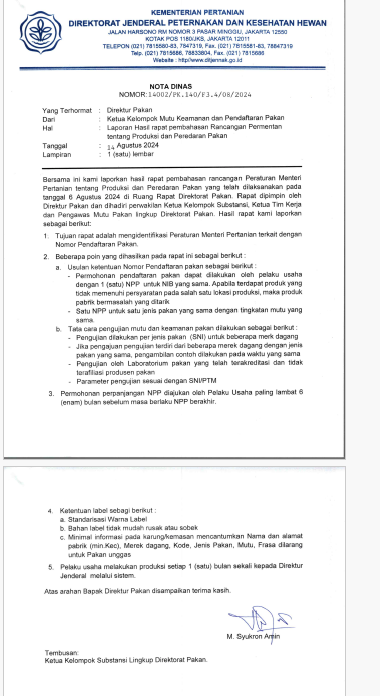 KEMENTERIAN PERTANIAN
DIREKTORAT JENDERAL PETERNAKAN DAN KESEHATAN HEWAN
JALAN HARSONO RM NOMOR 3 PASAR MINGGU, JAKARTA 12550
KOTAK POS 1180/JKS, JAKARTA 12011
TELEPON (021) 7815580-83, 7847319, Fax. (021) 7815581-83, 78847319
Telp. (021) 7815686, 78833804, Fax. (021) 7815686
Website : http//www.ditjennak.go.id
NOTA DINAS
NOMOR:14002/PK.140/F3.4/08/2024
Yang Terhormat : Direktur Pakan
Dari : Ketua Kelompok Mutu Keamanan dan Pendaftaran Pakan
Hal : Laporan Hasil rapat pembahasan Rancangan Permentan
tentang Produksi dan Peredaran Pakan
Tanggal : 14 Agustus 2024
Lampiran : 1 (satu) lembar
Bersama ini kami laporkan hasil rapat pembahasan rancangan Peraturan Menteri
Pertanian tentang Produksi dan Peredaran Pakan yang telah dilaksanakan pada
tanggal 6 Agustus 2024 di Ruang Rapat Direktorat Pakan. Rapat dipimpin oleh
Direktur Pakan dan dihadiri perwakilan Ketua Kelompok Substansi, Ketua Tim Kerja
dan Pengawas Mutu Pakan lingkup Direktorat Pakan. Hasil rapat kami laporkan
sebagai berikut:
1. Tujuan rapat adalah mengidentifikasi Peraturan Menteri Pertanian terkait dengan
Nomor Pendaftaran Pakan.
2. Beberapa poin yang dihasilkan pada rapat ini sebagai berikut :
a. Usulan ketentuan Nomor Pendaftaran Pakan sebagai berikut :
- Permohonan pendaftaran pakan dapat dilakukan oleh pelaku usaha
dengan 1 (satu) NPP untuk NIB yang sama. Apabila terdapat produk yang
tidak memenuhi persyaratan pada salah satu lokasi produksi, maka produk
pabrik bermasalah yang ditarik
- Satu NPP untuk satu jenis pakan yang sama dengan tingkatan mutu yang
sama.
b. Tata cara pengujian mutu dan keamanan pakan dilakukan sebagai berikut :
- Pengujian dilakukan per jenis pakan (SNI) untuk beberapa merk dagang
- Jika pengajuan pengujian terdiri dari beberapa merek dagang dengan jenis
pakan yang sama, pengambilan contoh dilakukan pada waktu yang sama
- Pengujian oleh Laboratorium pakan yang telah terakreditasi dan tidak
terafiliasi produsen pakan
- Parameter pengujian sesuai dengan SNI/PTM
3. Permohonan perpanjangan NPP diajukan oleh Pelaku Usaha paling lambat 6
(enam) bulan sebelum masa berlaku NPP berakhir.
4. Ketentuan label sebagi berikut :
a. Standarisasi Warna Label
b. Bahan label tidak mudah rusak atau sobek
c. Minimal informasi pada karung/kemasan mencantumkan Nama dan alamat
pabrik (min.Kec), Merek dagang, Kode, Jenis Pakan, IMutu, Frasa dilarang
untuk Pakan unggas
5. Pelaku usaha melakukan produksi setiap 1 (satu) bulan sekali kepada Direktur
Jenderal melalui sistem.
Atas arahan Bapak Direktur Pakan disampaikan terima kasih.
M. Syukron Amin
Tembusan:
Ketua Kelompok Substansi Lingkup Direktorat Pakan.